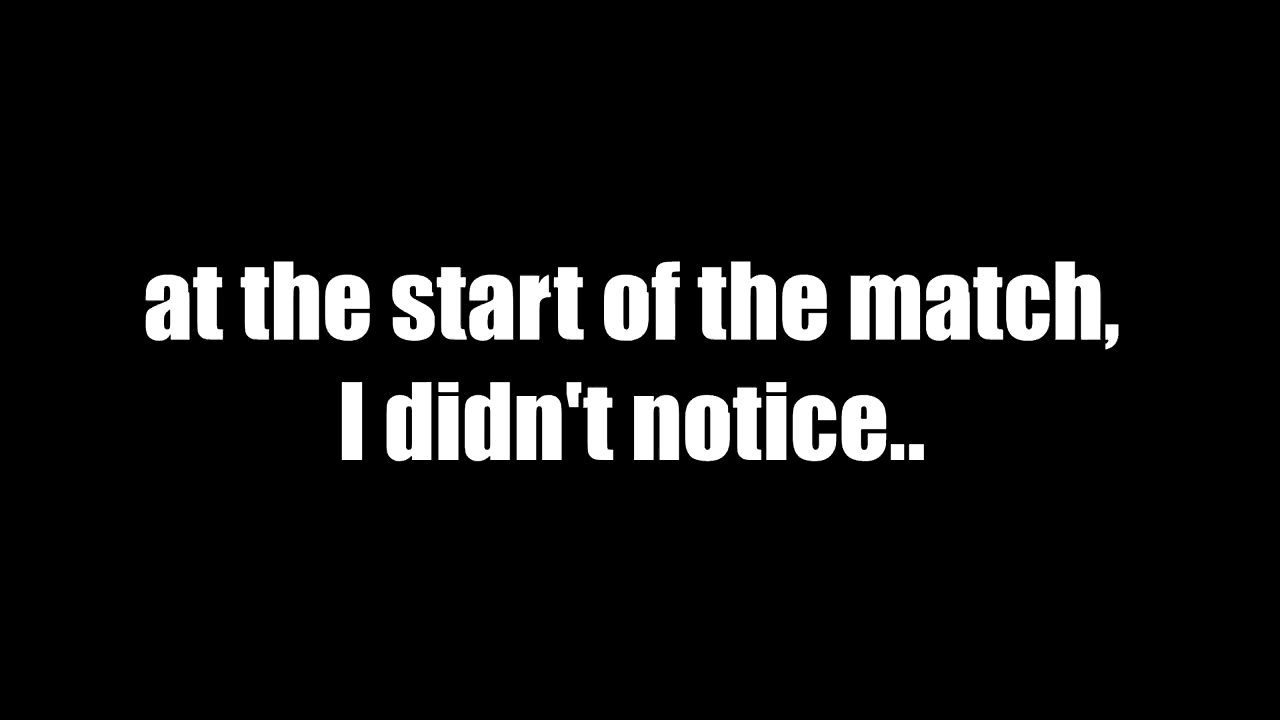 at the start of the match,
I didn't notice..